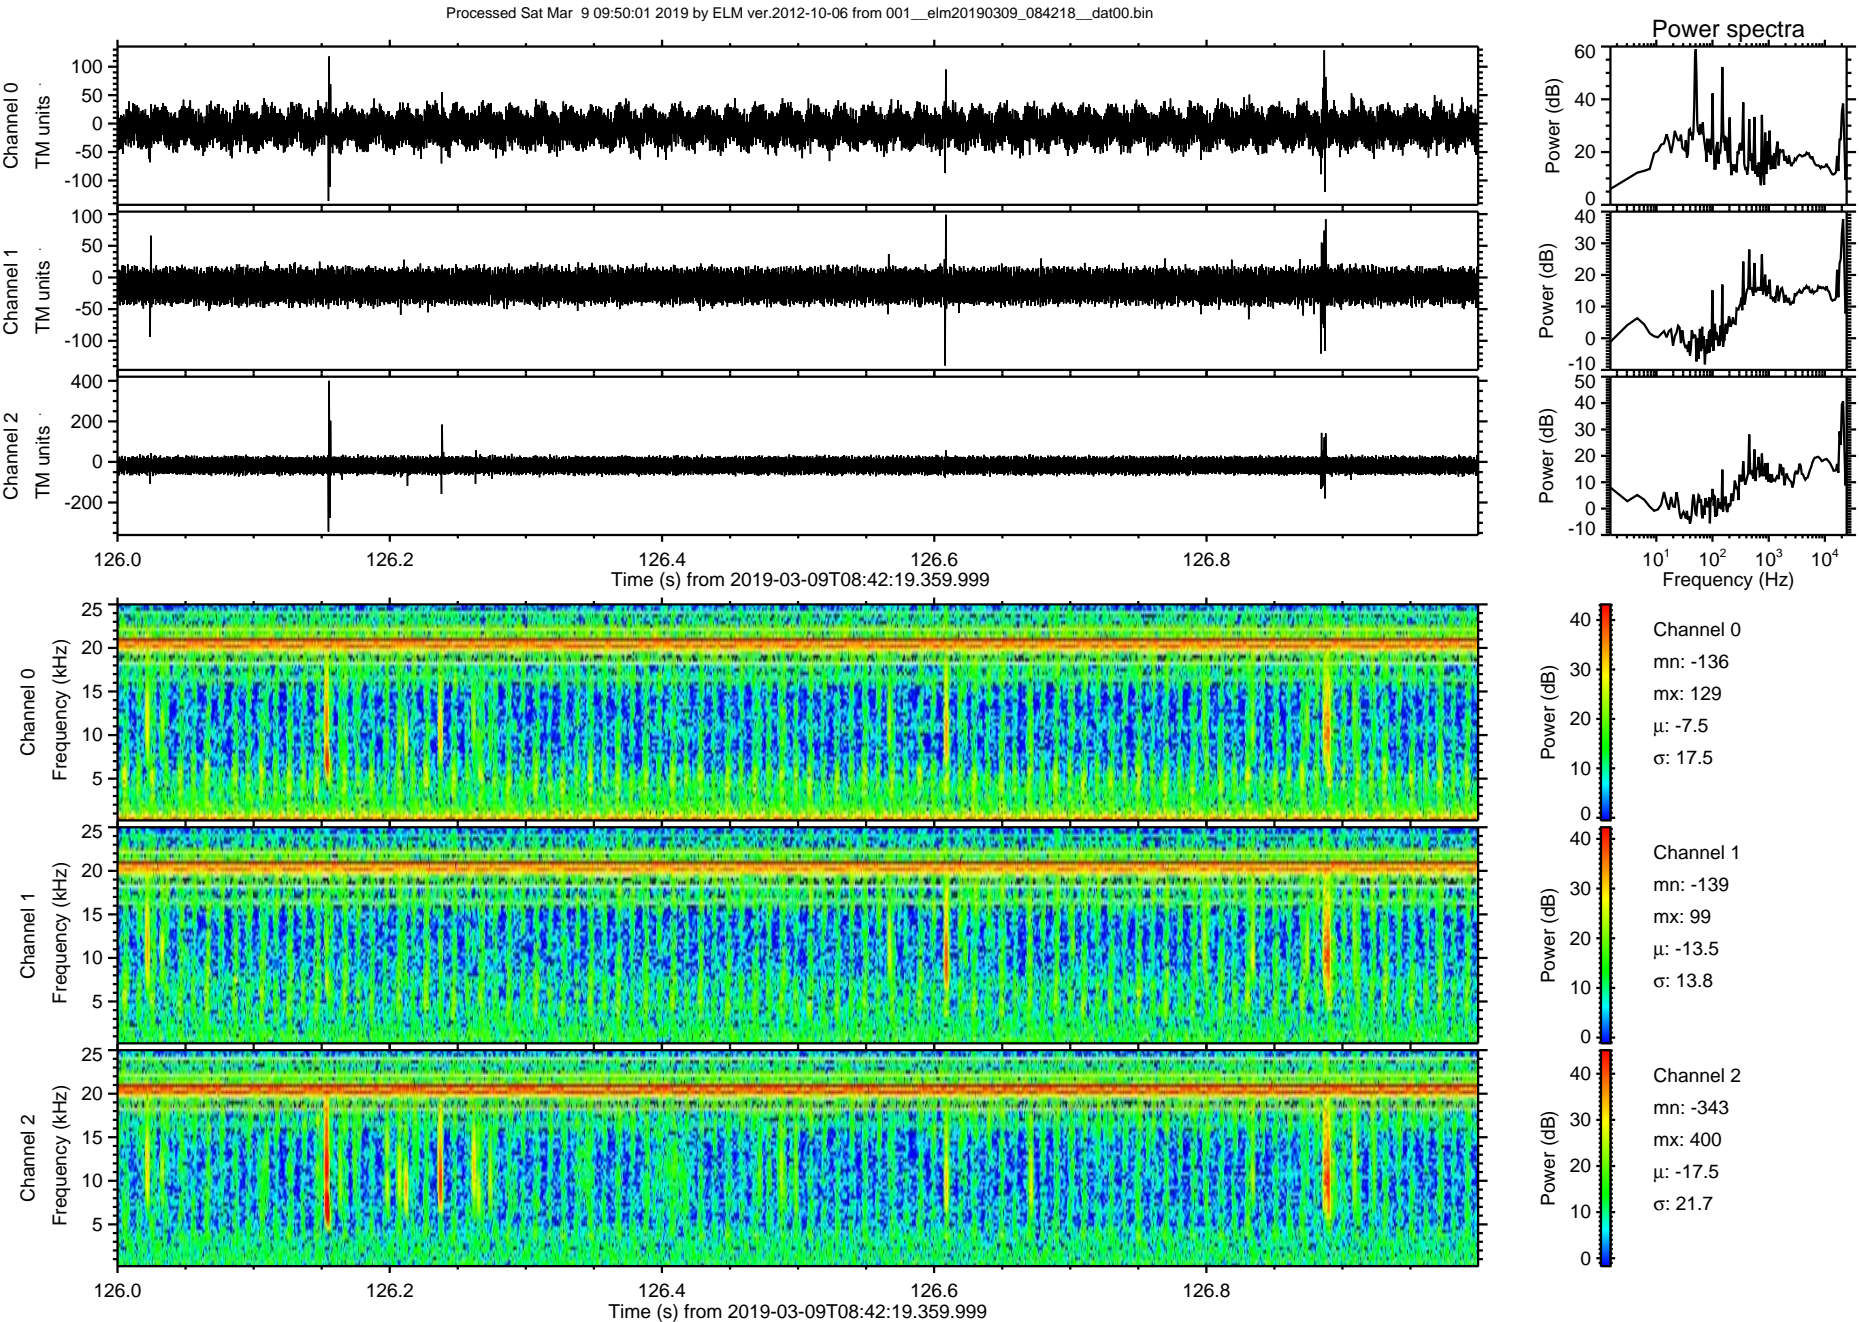 Processed Sat Mar  9 09:50:01 2019 by ELM ver.2012-10-06 from 001__elm20190309_084218__dat00.bin
Power spectra
Channel 0
TM units
100
50
0
-50
-100
Power (dB)
60
40
20
0
Channel 1
TM units
100
50
0
-50
-100
Power (dB)
40
30
20
10
0
-10
Channel 2
TM units
400
200
0
-200
Power (dB)
50
40
30
20
10
0
-10
126.0 126.2 126.4 126.6 126.8
Time (s) from 2019-03-09T08:42:19.359.999
10¹ 10² 10³ 10⁴
Frequency (Hz)
Channel 0
Frequency (kHz)
25
20
15
10
5
Power (dB)
40
30
20
10
0
Channel 0
mn: -136
mx: 129
μ: -7.5
σ: 17.5
Channel 1
Frequency (kHz)
25
20
15
10
5
Power (dB)
40
30
20
10
0
Channel 1
mn: -139
mx: 99
μ: -13.5
σ: 13.8
Channel 2
Frequency (kHz)
25
20
15
10
5
Power (dB)
40
30
20
10
0
Channel 2
mn: -343
mx: 400
μ: -17.5
σ: 21.7
126.0 126.2 126.4 126.6 126.8
Time (s) from 2019-03-09T08:42:19.359.999